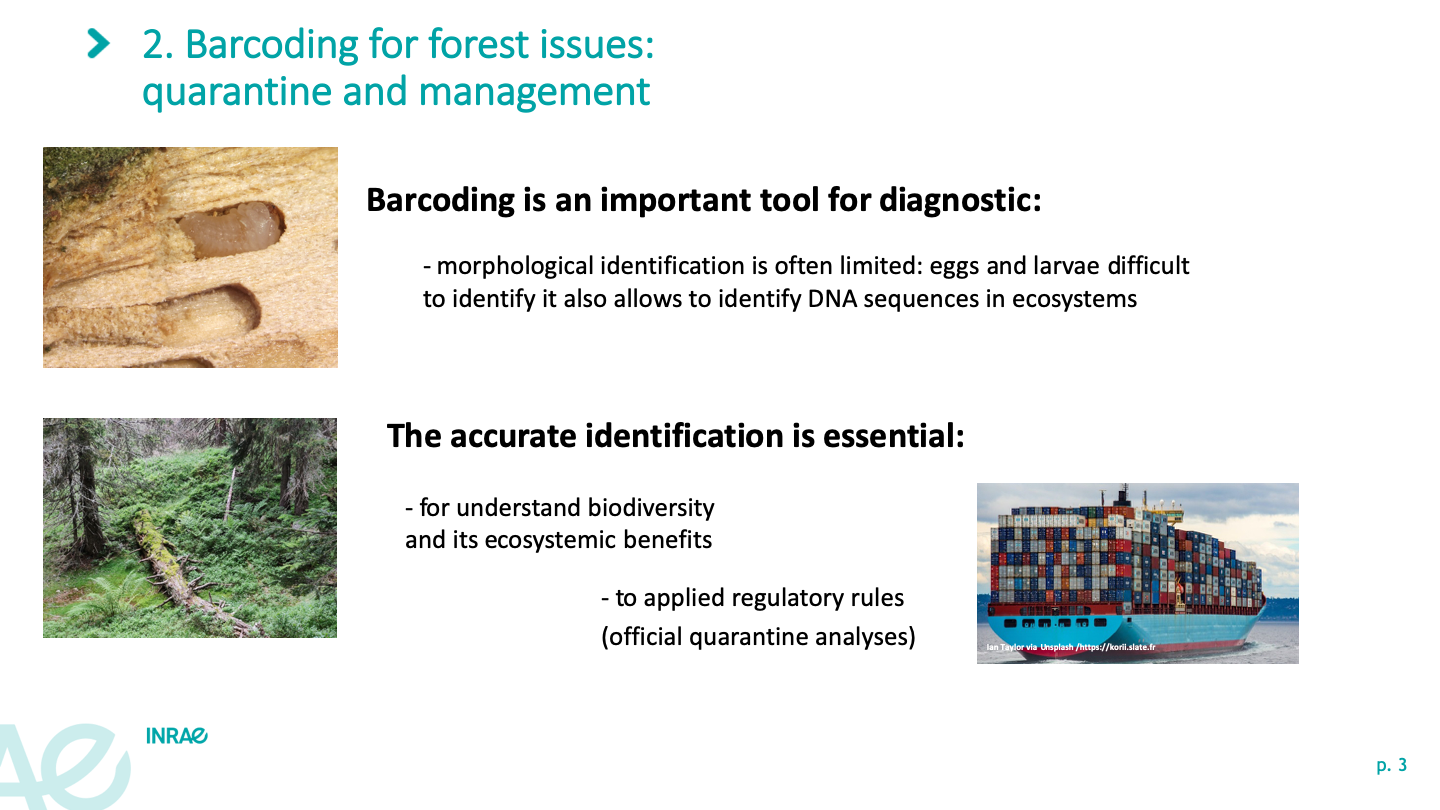 2. Barcoding for forest issues:
quarantine and management
Barcoding is an important tool for diagnostic:
- morphological identification is often limited: eggs and larvae difficult
to identify it also allows to identify DNA sequences in ecosystems
The accurate identification is essential:
- for understand biodiversity
and its ecosystemic benefits
- to applied regulatory rules
(official quarantine analyses)
Ian Taylor via Unsplash /https://korii.slate.fr
INRAE
p. 3